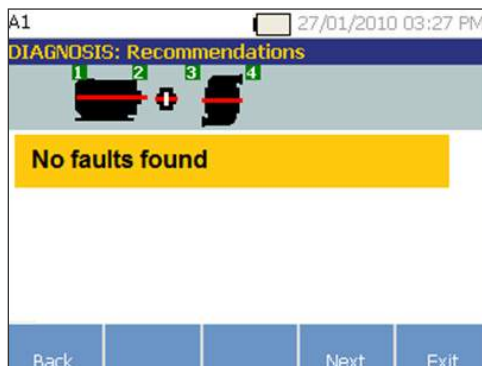 A1 27/01/2010 03:27 PM
DIAGNOSIS: Recommendations
1 2 3 4
No faults found
Back Next Exit